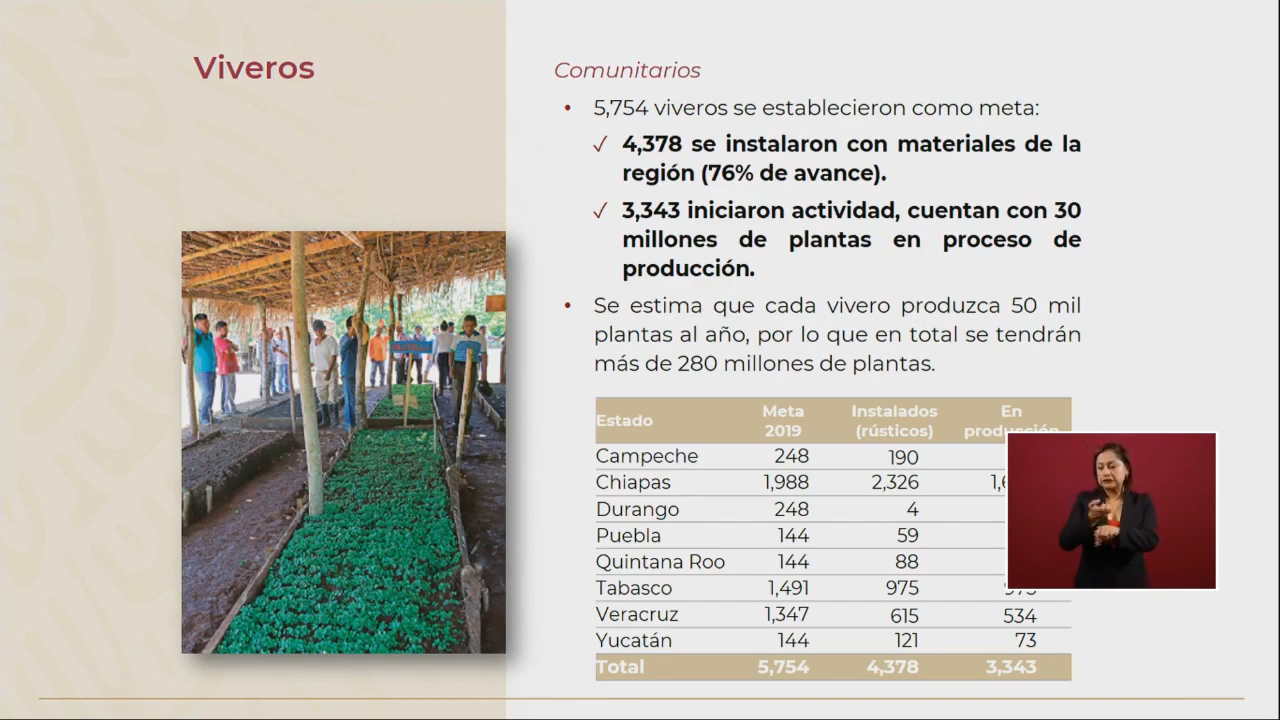 Viveros
Comunitarios
• 5,754 viveros se establecieron como meta:
✓ 4,378 se instalaron con materiales de la
región (76% de avance).
✓ 3,343 iniciaron actividad, cuentan con 30
millones de plantas en proceso de
producción.
• Se estima que cada vivero produzca 50 mil
plantas al año, por lo que en total se tendrán
más de 280 millones de plantas.
Estado Meta 2019 Instalados (rústicos) En producción
Campeche 248 190
Chiapas 1,988 2,326
Durango 248 4
Puebla 144 59
Quintana Roo 144 88
Tabasco 1,491 975
Veracruz 1,347 615 534
Yucatán 144 121 73
Total 5,754 4,378 3,343